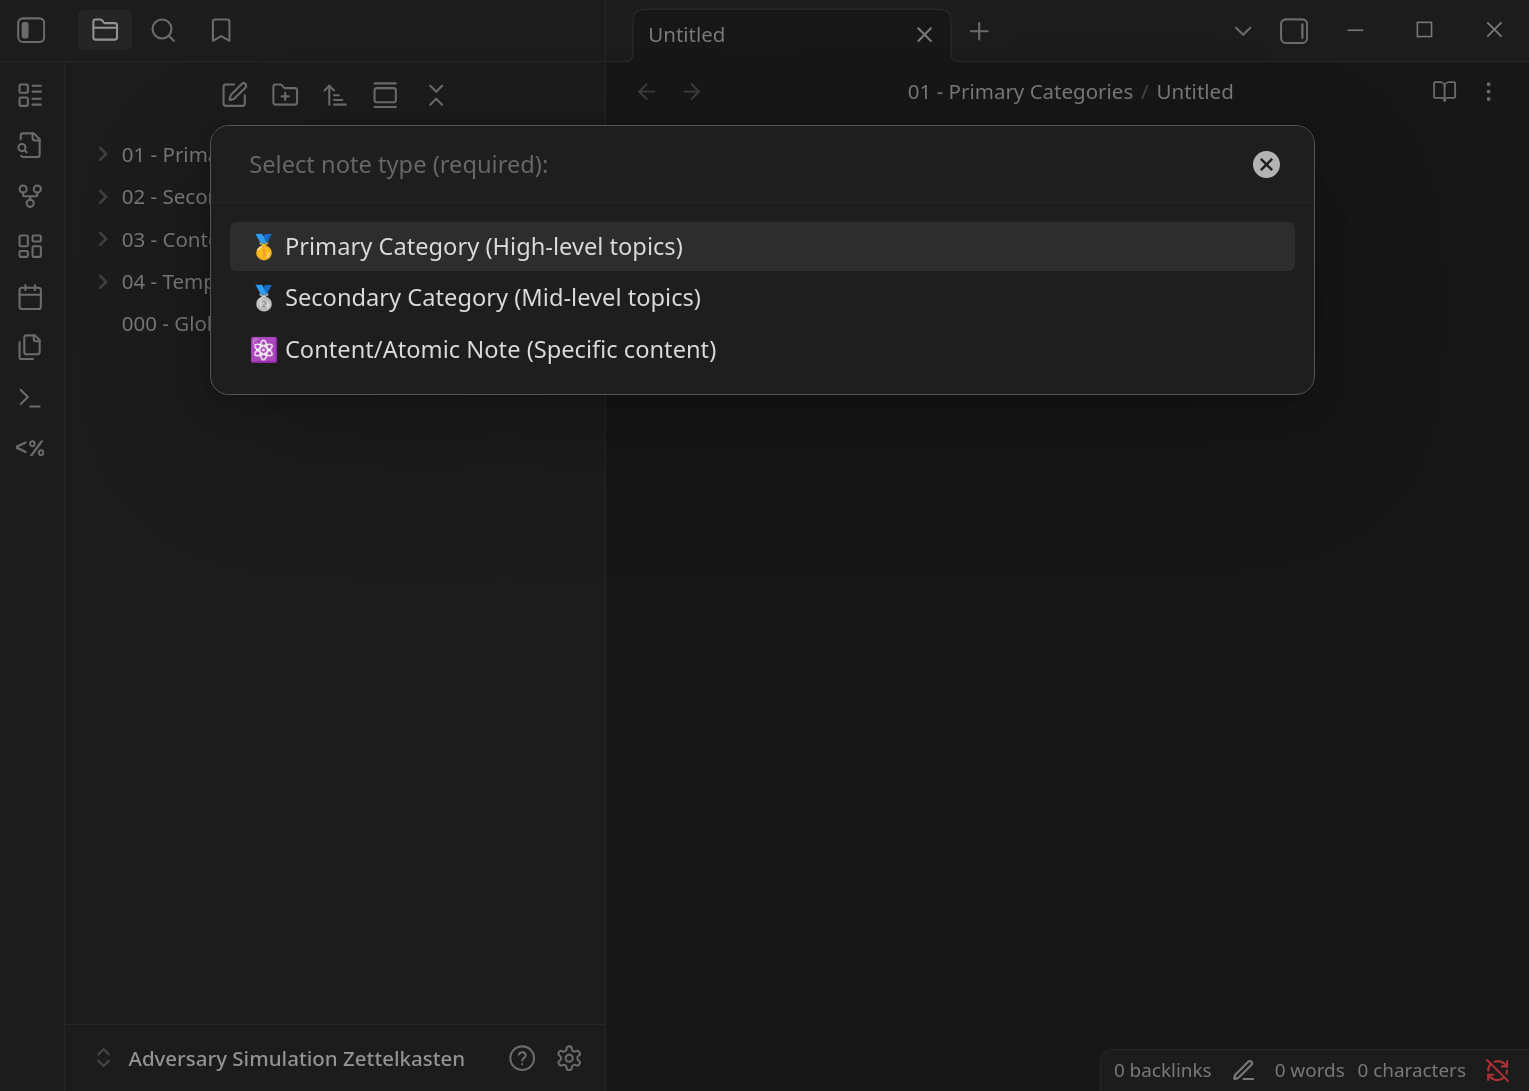 Untitled
01 - Primary Categories / Untitled
Select note type (required):
🥇 Primary Category (High-level topics)
🥈 Secondary Category (Mid-level topics)
⚛️ Content/Atomic Note (Specific content)
01 - Prim
02 - Seco
03 - Cont
04 - Temp
000 - Glo
<%
Adversary Simulation Zettelkasten
0 backlinks 0 words 0 characters